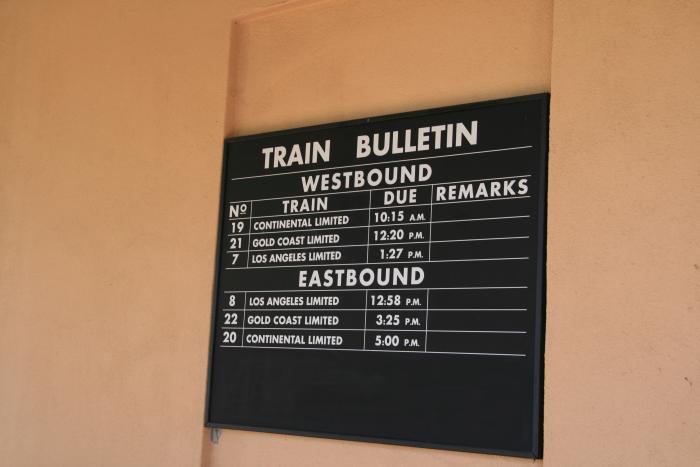 TRAIN BULLETIN
WESTBOUND
Nº TRAIN DUE REMARKS
19 CONTINENTAL LIMITED 10:15 A.M.
21 GOLD COAST LIMITED 12:20 P.M.
7 LOS ANGELES LIMITED 1:27 P.M.
EASTBOUND
8 LOS ANGELES LIMITED 12:58 P.M.
22 GOLD COAST LIMITED 3:25 P.M.
20 CONTINENTAL LIMITED 5:00 P.M.